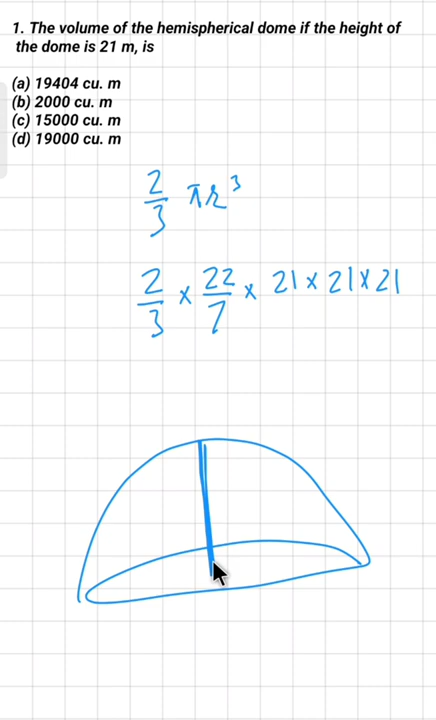 1. The volume of the hemispherical dome if the height of
the dome is 21 m, is
(a) 19404 cu. m
(b) 2000 cu. m
(c) 15000 cu. m
(d) 19000 cu. m
2/3 πr³
2/3 × 22/7 × 21 × 21 × 21